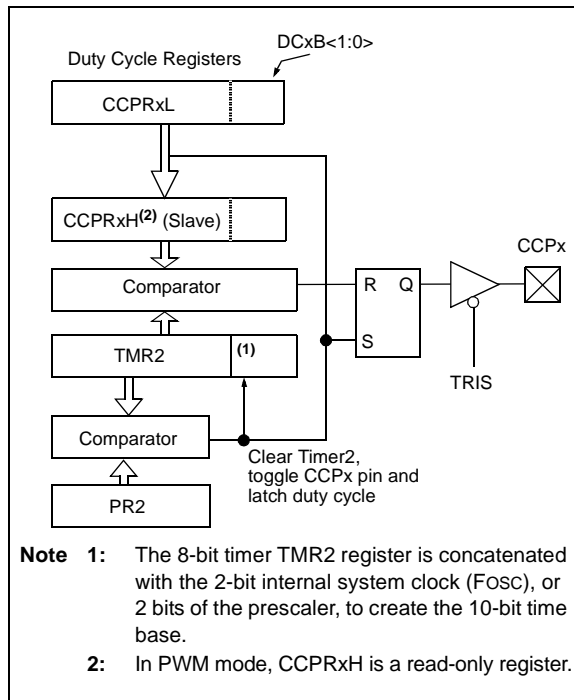 DCxB<1:0>
Duty Cycle Registers
CCPRxL
CCPRxH(2) (Slave)
CCPx
Comparator
R Q
TMR2
(1)
S
TRIS
Comparator
Clear Timer2,
toggle CCPx pin and
latch duty cycle
PR2
Note 1: The 8-bit timer TMR2 register is concatenated
with the 2-bit internal system clock (FOSC), or
2 bits of the prescaler, to create the 10-bit time
base.
2: In PWM mode, CCPRxH is a read-only register.